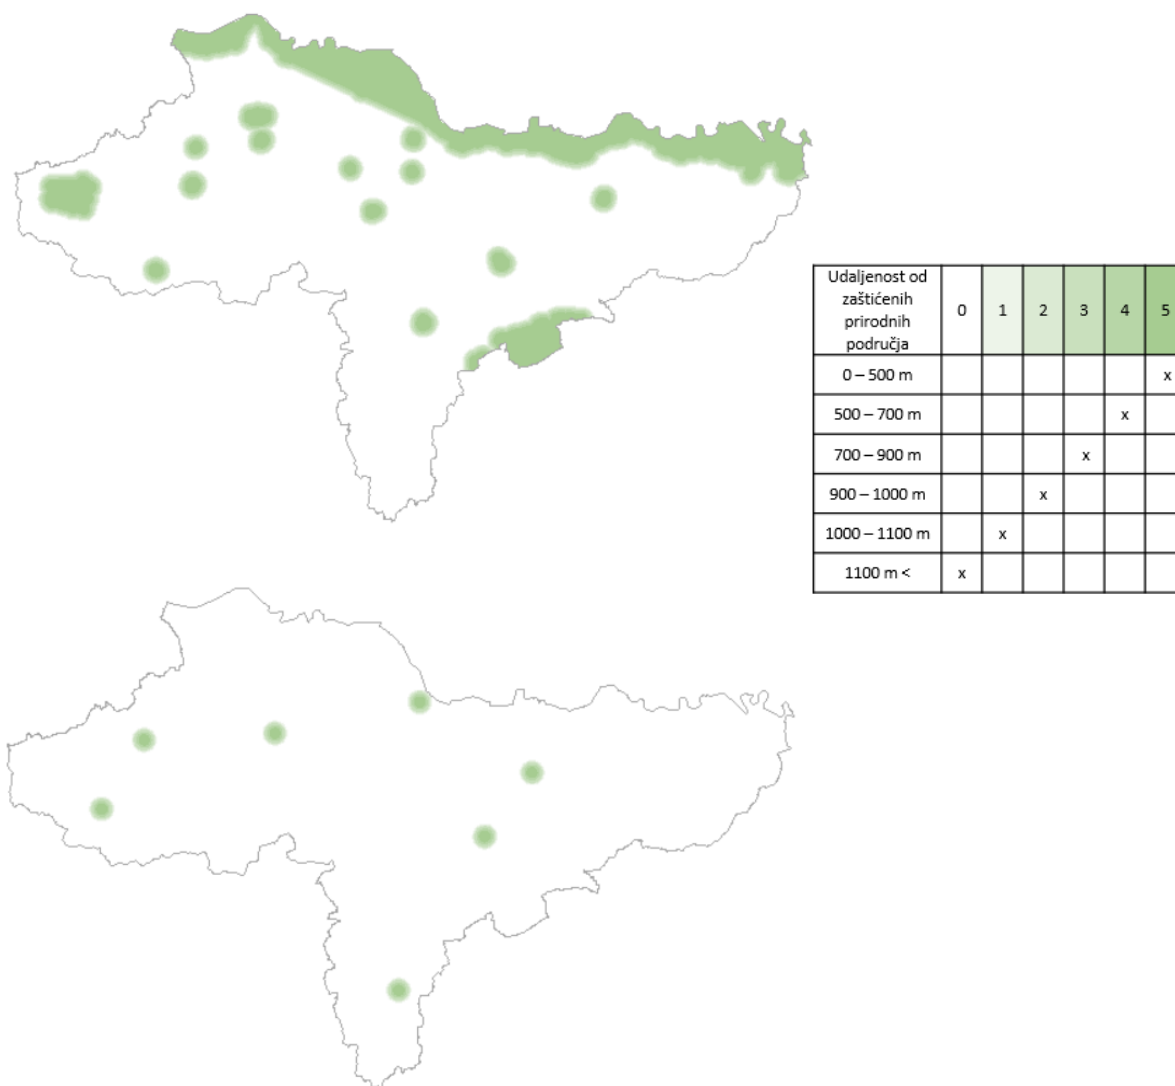 Udaljenost od
zaštićenih
prirodnih
područja
0 1 2 3 4 5
0 – 500 m x
500 – 700 m x
700 – 900 m x
900 – 1000 m x
1000 – 1100 m x
1100 m < x